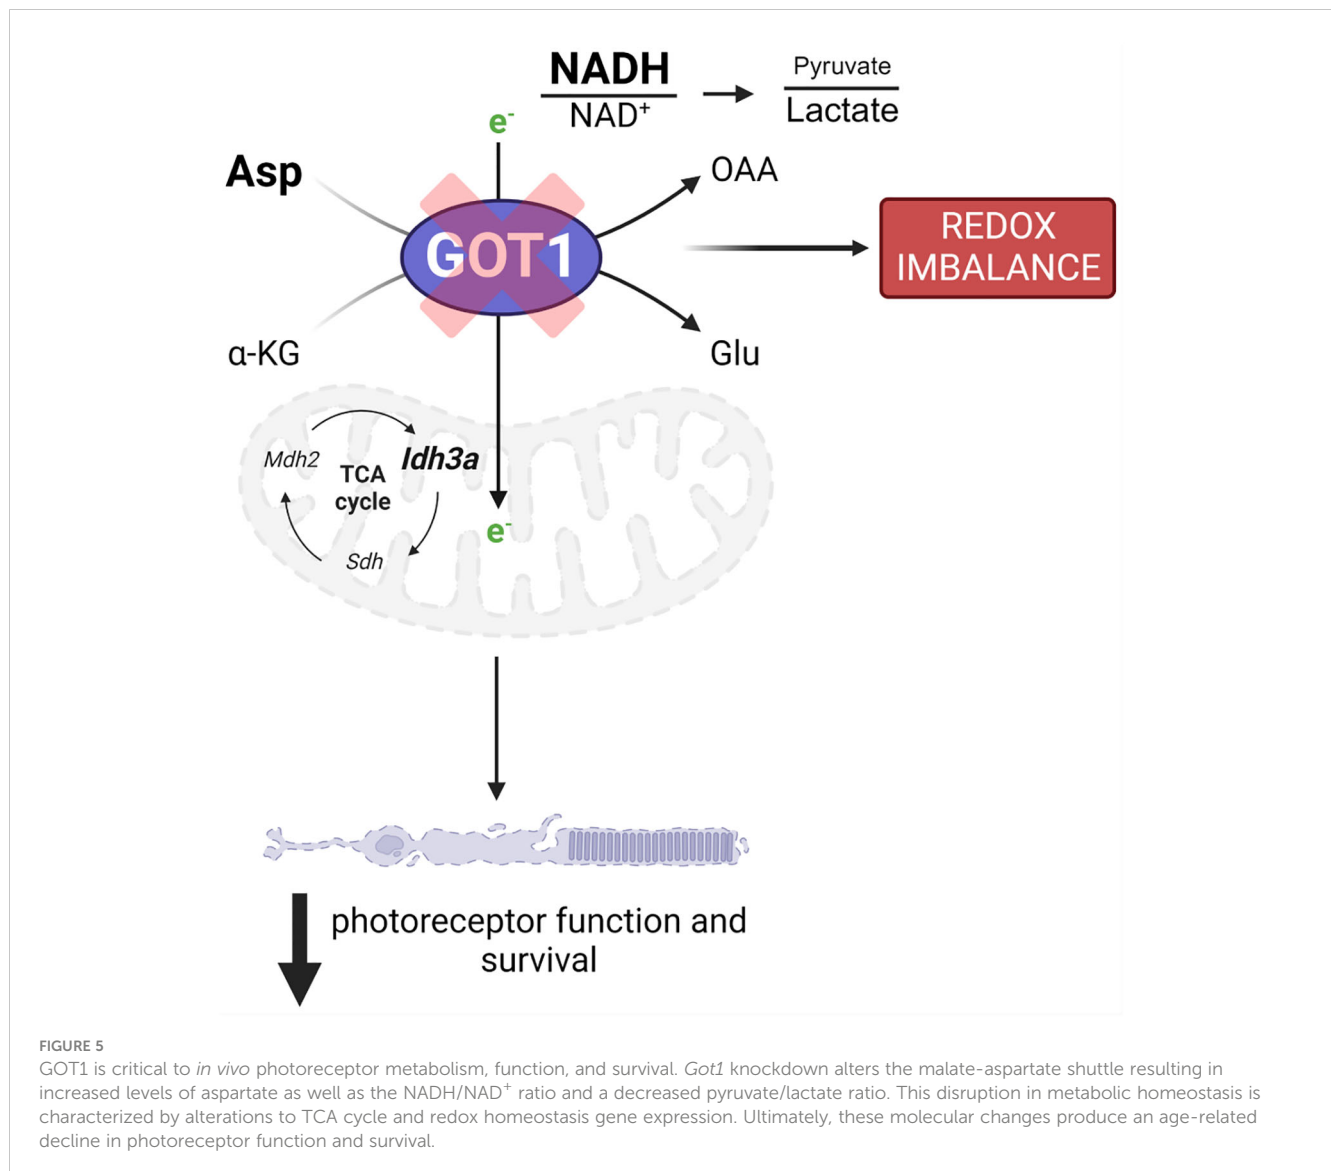 NADH
NAD⁺
Pyruvate
Lactate
e⁻
Asp
OAA
GOT1
REDOX
IMBALANCE
α-KG
Glu
Mdh2
Idh3a
TCA
cycle
e⁻
Sdh
photoreceptor function and
survival
FIGURE 5
GOT1 is critical to in vivo photoreceptor metabolism, function, and survival. Got1 knockdown alters the malate-aspartate shuttle resulting in
increased levels of aspartate as well as the NADH/NAD⁺ ratio and a decreased pyruvate/lactate ratio. This disruption in metabolic homeostasis is
characterized by alterations to TCA cycle and redox homeostasis gene expression. Ultimately, these molecular changes produce an age-related
decline in photoreceptor function and survival.